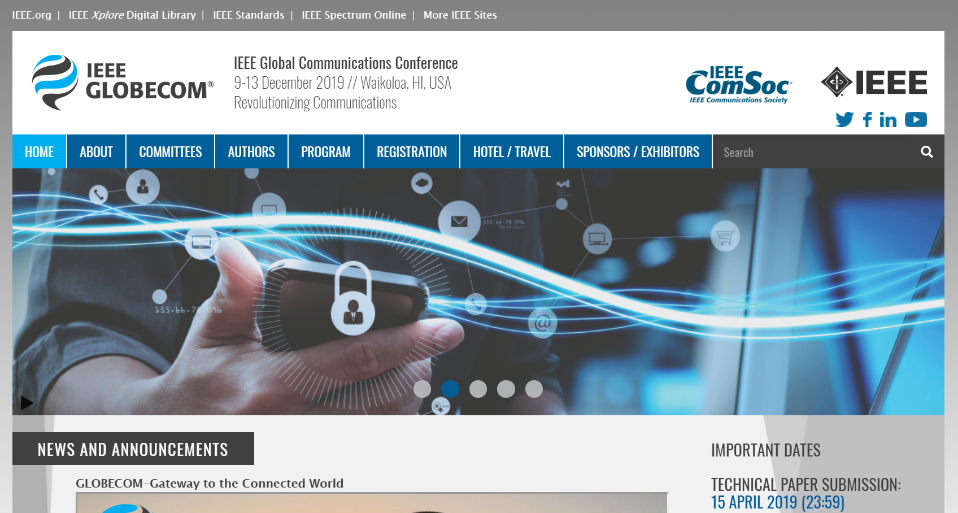 IEEE.org | IEEE Xplore Digital Library | IEEE Standards | IEEE Spectrum Online | More IEEE Sites
IEEE
GLOBECOM®
IEEE Global Communications Conference
9-13 December 2019 // Waikoloa, HI, USA
Revolutionizing Communications
IEEE
ComSoc™
IEEE Communications Society
IEEE
HOME
ABOUT
COMMITTEES
AUTHORS
PROGRAM
REGISTRATION
HOTEL / TRAVEL
SPONSORS / EXHIBITORS
Search
NEWS AND ANNOUNCEMENTS
GLOBECOM–Gateway to the Connected World
IMPORTANT DATES
TECHNICAL PAPER SUBMISSION:
15 APRIL 2019 (23:59)